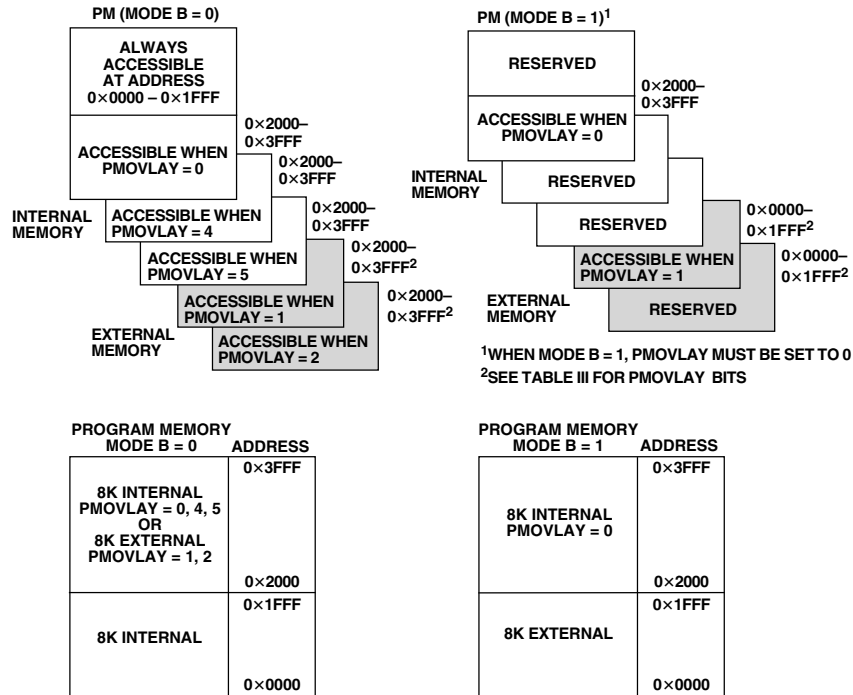 PM (MODE B = 0)
ALWAYS
ACCESSIBLE
AT ADDRESS
0×0000 – 0×1FFF
0×2000–
0×3FFF
ACCESSIBLE WHEN
PMOVLAY = 0
0×2000–
0×3FFF
INTERNAL
MEMORY
ACCESSIBLE WHEN
PMOVLAY = 4
0×2000–
0×3FFF
ACCESSIBLE WHEN
PMOVLAY = 5
0×2000–
0×3FFF2
ACCESSIBLE WHEN
PMOVLAY = 1
0×2000–
0×3FFF2
EXTERNAL
MEMORY
ACCESSIBLE WHEN
PMOVLAY = 2
PM (MODE B = 1)1
RESERVED
0×2000–
0×3FFF
ACCESSIBLE WHEN
PMOVLAY = 0
INTERNAL
MEMORY
RESERVED
RESERVED
0×0000–
0×1FFF2
ACCESSIBLE WHEN
PMOVLAY = 1
0×0000–
0×1FFF2
EXTERNAL
MEMORY
RESERVED
1WHEN MODE B = 1, PMOVLAY MUST BE SET TO 0
2SEE TABLE III FOR PMOVLAY BITS
PROGRAM MEMORY
MODE B = 0 ADDRESS
0×3FFF
8K INTERNAL
PMOVLAY = 0, 4, 5
OR
8K EXTERNAL
PMOVLAY = 1, 2
0×2000
0×1FFF
8K INTERNAL
0×0000
PROGRAM MEMORY
MODE B = 1 ADDRESS
0×3FFF
8K INTERNAL
PMOVLAY = 0
0×2000
0×1FFF
8K EXTERNAL
0×0000